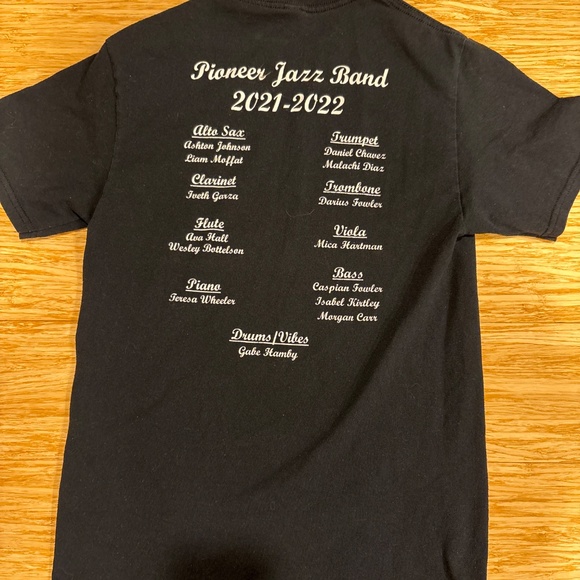 Pioneer Jazz Band
2021-2022
Alto Sax
Ashton Johnson
Liam Moffat
Trumpet
Daniel Chavez
Malachi Diaz
Clarinet
Iveth Garza
Trombone
Darius Fowler
Flute
Ava Hall
Wesley Bottelson
Viola
Mica Hartman
Piano
Teresa Wheeler
Bass
Caspian Fowler
Isabel Kirtley
Morgan Carr
Drums/Vibes
Gabe Hamby